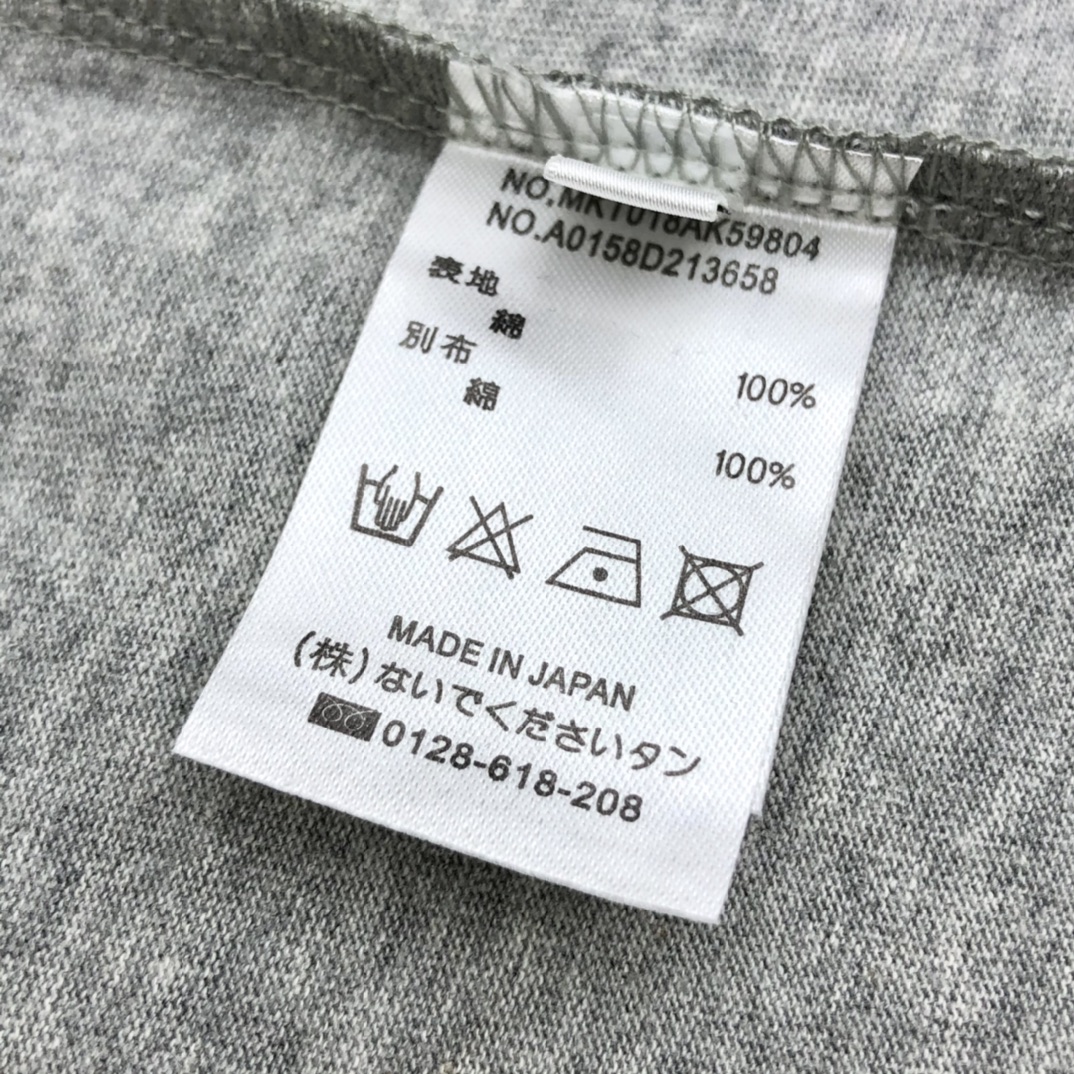 NO.MK1018AK59804
NO.A0158D213658
表地
綿 100%
別布
綿 100%
MADE IN JAPAN
(株)ないでくださいタン
0128-618-208